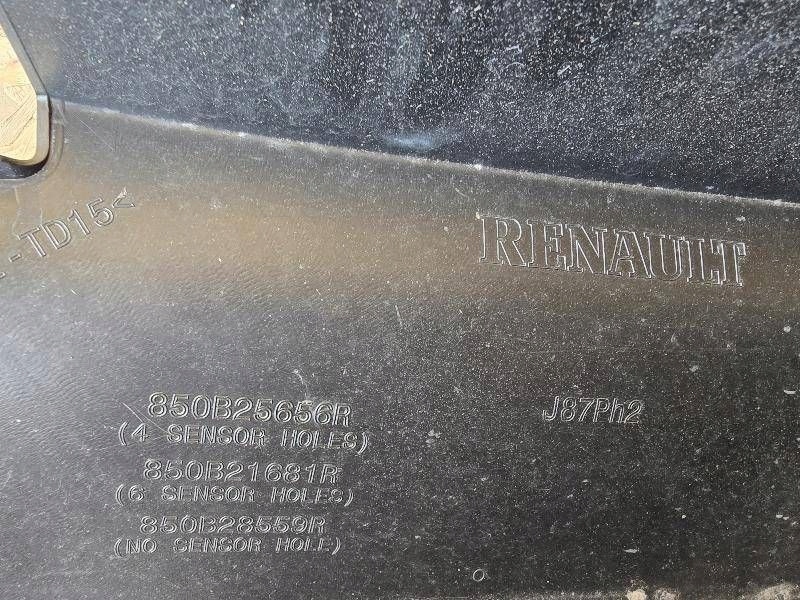 -TD15<
RENAULT
850B25656R
(4 SENSOR HOLES)
J87Ph2
850B21681R
(6 SENSOR HOLES)
850B28559R
(NO SENSOR HOLE)